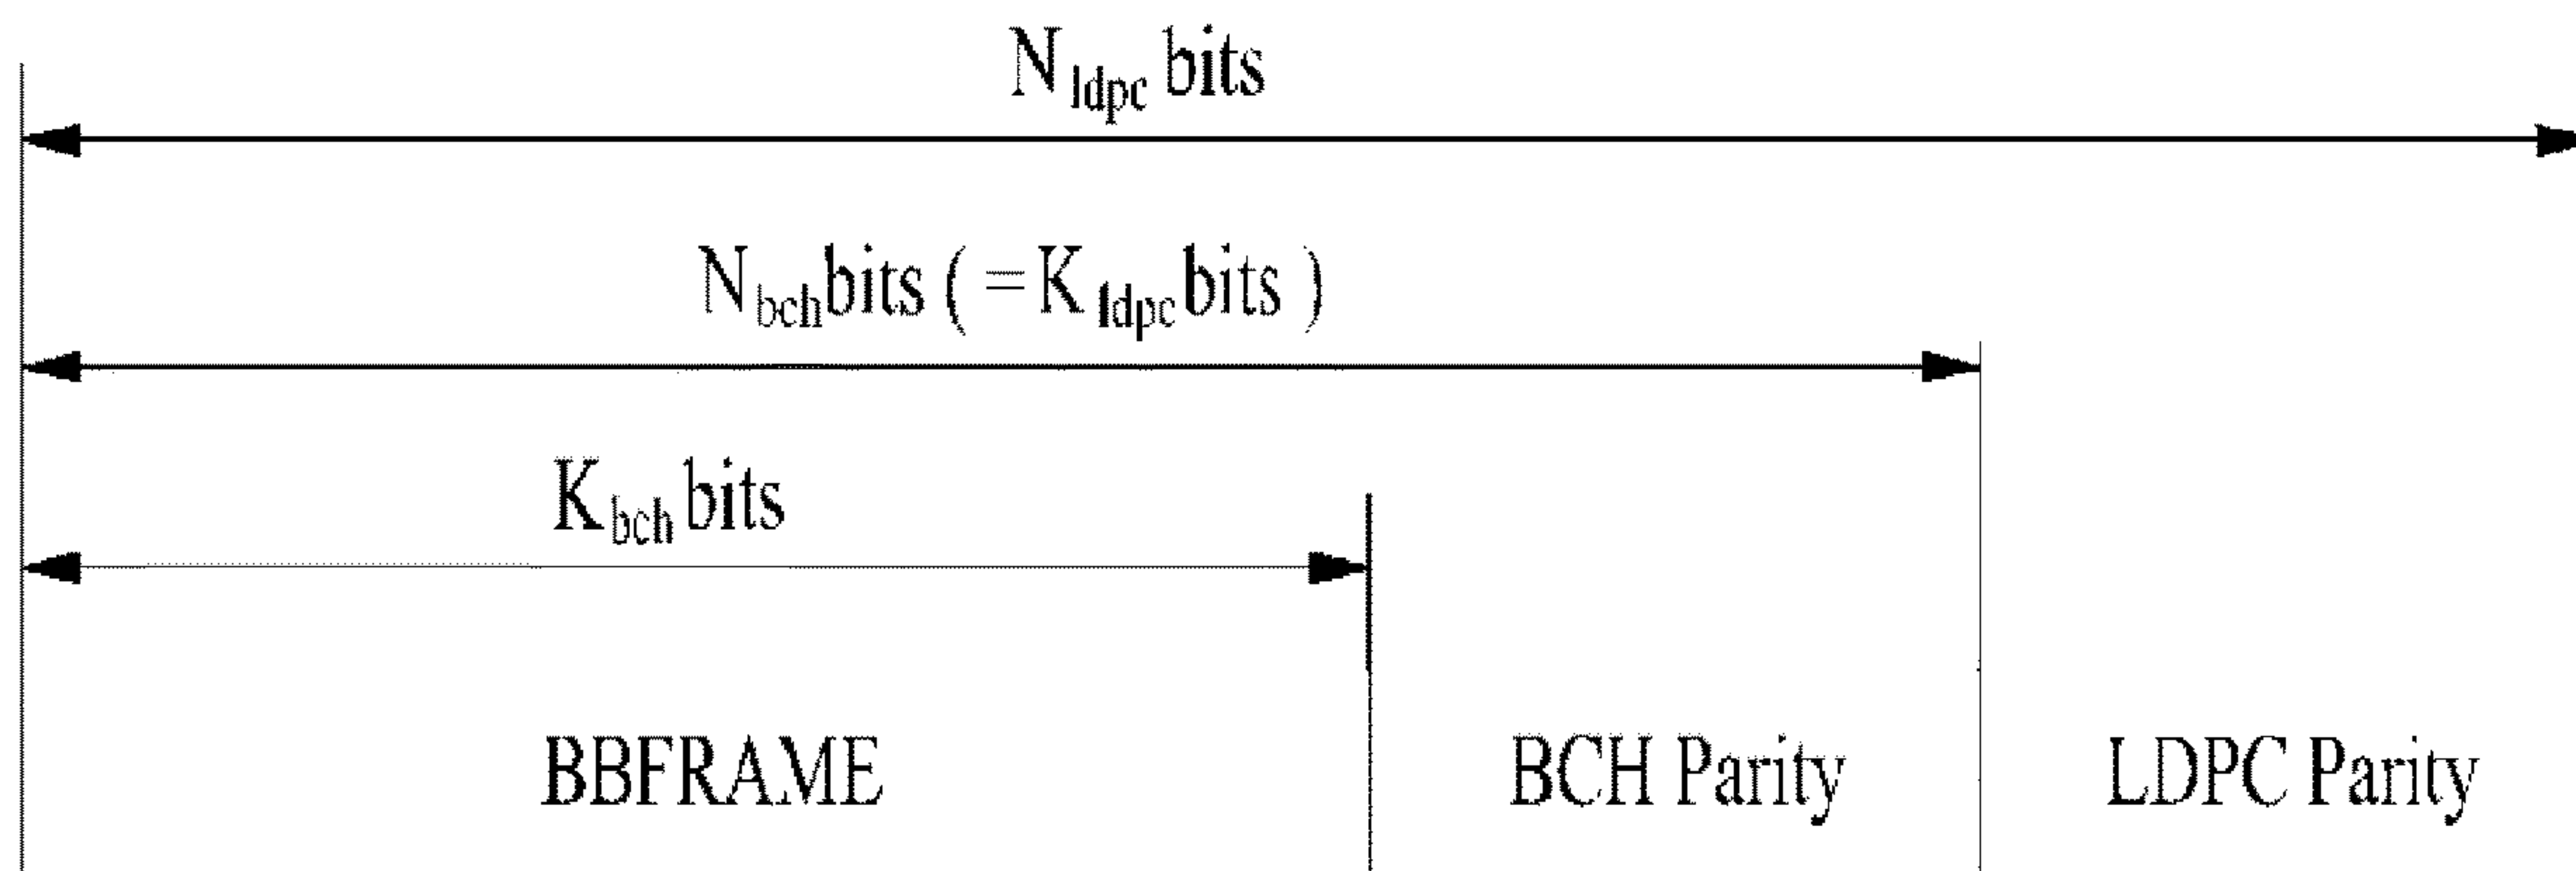 N_ldpc bits
N_bch bits ( = K_ldpc bits )
K_bch bits
BBFRAME BCH Parity LDPC Parity